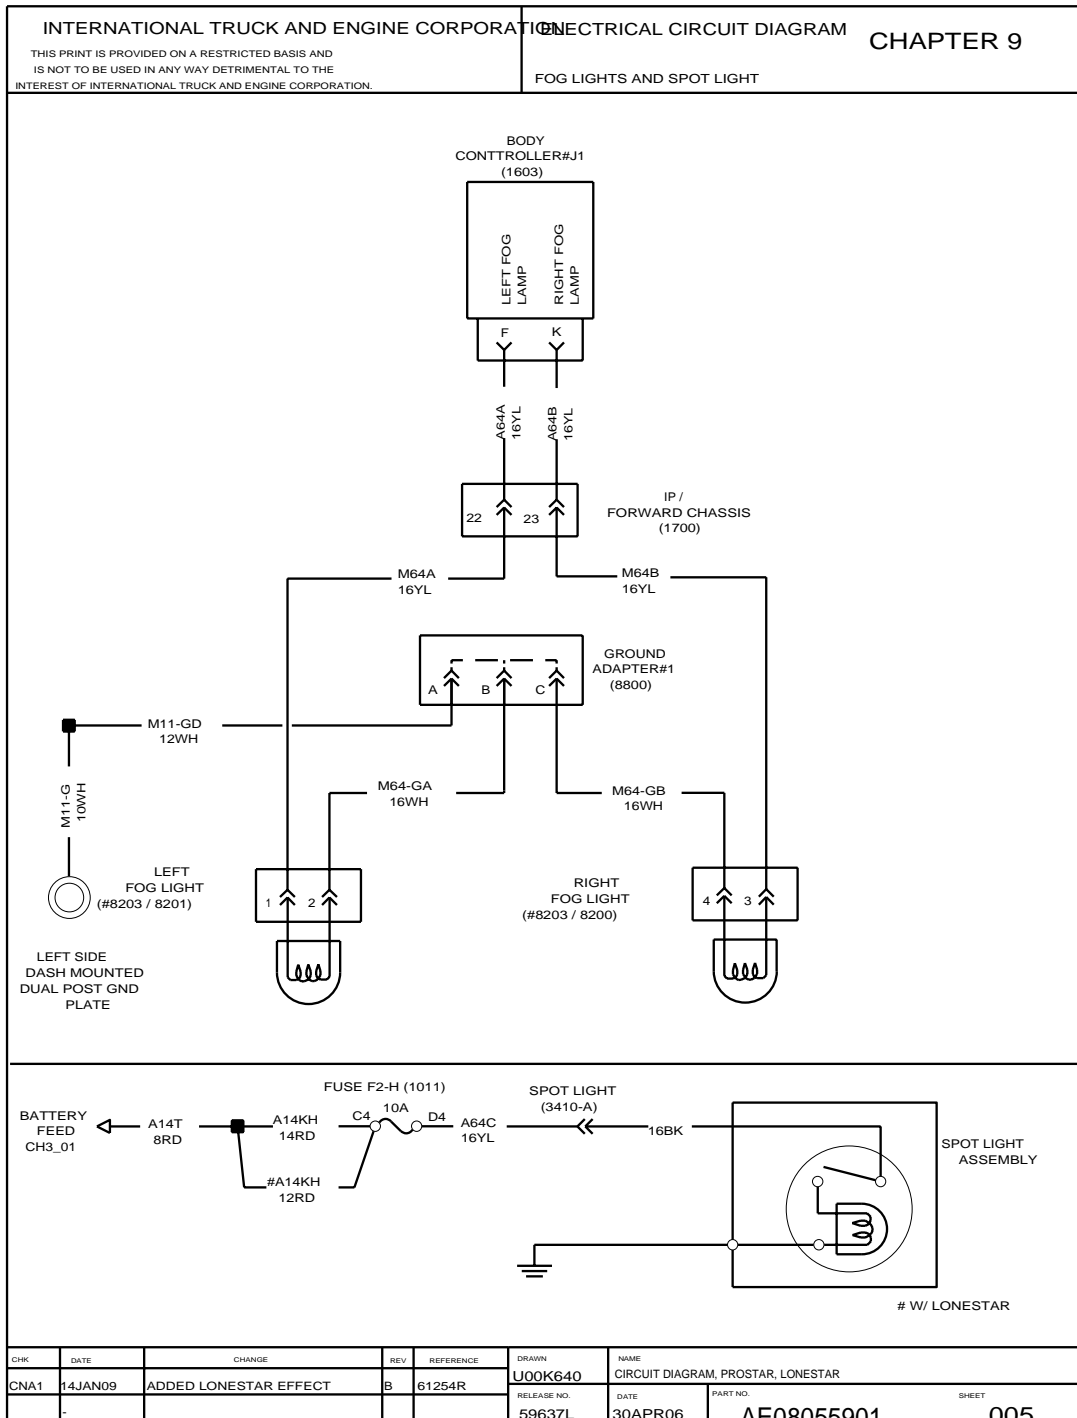 INTERNATIONAL TRUCK AND ENGINE CORPORATION
THIS PRINT IS PROVIDED ON A RESTRICTED BASIS AND
IS NOT TO BE USED IN ANY WAY DETRIMENTAL TO THE
INTEREST OF INTERNATIONAL TRUCK AND ENGINE CORPORATION.
ELECTRICAL CIRCUIT DIAGRAM
CHAPTER 9
FOG LIGHTS AND SPOT LIGHT
BODY
CONTTROLLER#J1
(1603)
LEFT FOG
LAMP
RIGHT FOG
LAMP
F
K
A64A
16YL
A64B
16YL
22
23
IP /
FORWARD CHASSIS
(1700)
M64A
16YL
M64B
16YL
GROUND
ADAPTER#1
(8800)
A
B
C
M11-GD
12WH
M11-G
10WH
M64-GA
16WH
M64-GB
16WH
LEFT
FOG LIGHT
(#8203 / 8201)
1
2
RIGHT
FOG LIGHT
(#8203 / 8200)
4
3
LEFT SIDE
DASH MOUNTED
DUAL POST GND
PLATE
FUSE F2-H (1011)
10A
C4
D4
SPOT LIGHT
(3410-A)
BATTERY
FEED
CH3_01
A14T
8RD
A14KH
14RD
#A14KH
12RD
A64C
16YL
16BK
SPOT LIGHT
ASSEMBLY
# W/ LONESTAR
CHK
DATE
CHANGE
REV
REFERENCE
CNA1
14JAN09
ADDED LONESTAR EFFECT
B
61254R
-
DRAWN
U00K640
NAME
CIRCUIT DIAGRAM, PROSTAR, LONESTAR
RELEASE NO.
59637L
DATE
30APR06
PART NO.
AE08055901
SHEET
005